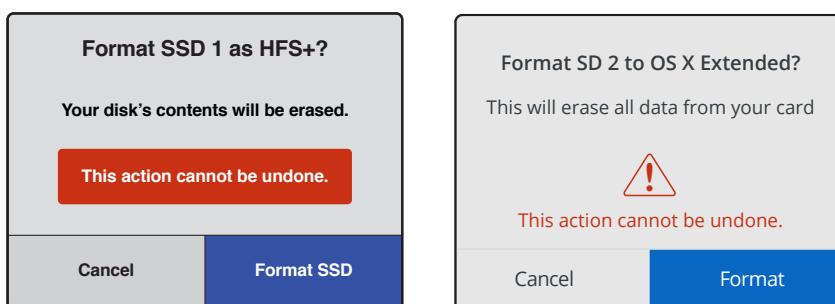 Format SSD 1 as HFS+?
Your disk's contents will be erased.
This action cannot be undone.
Cancel
Format SSD
Format SD 2 to OS X Extended?
This will erase all data from your card
This action cannot be undone.
Cancel
Format